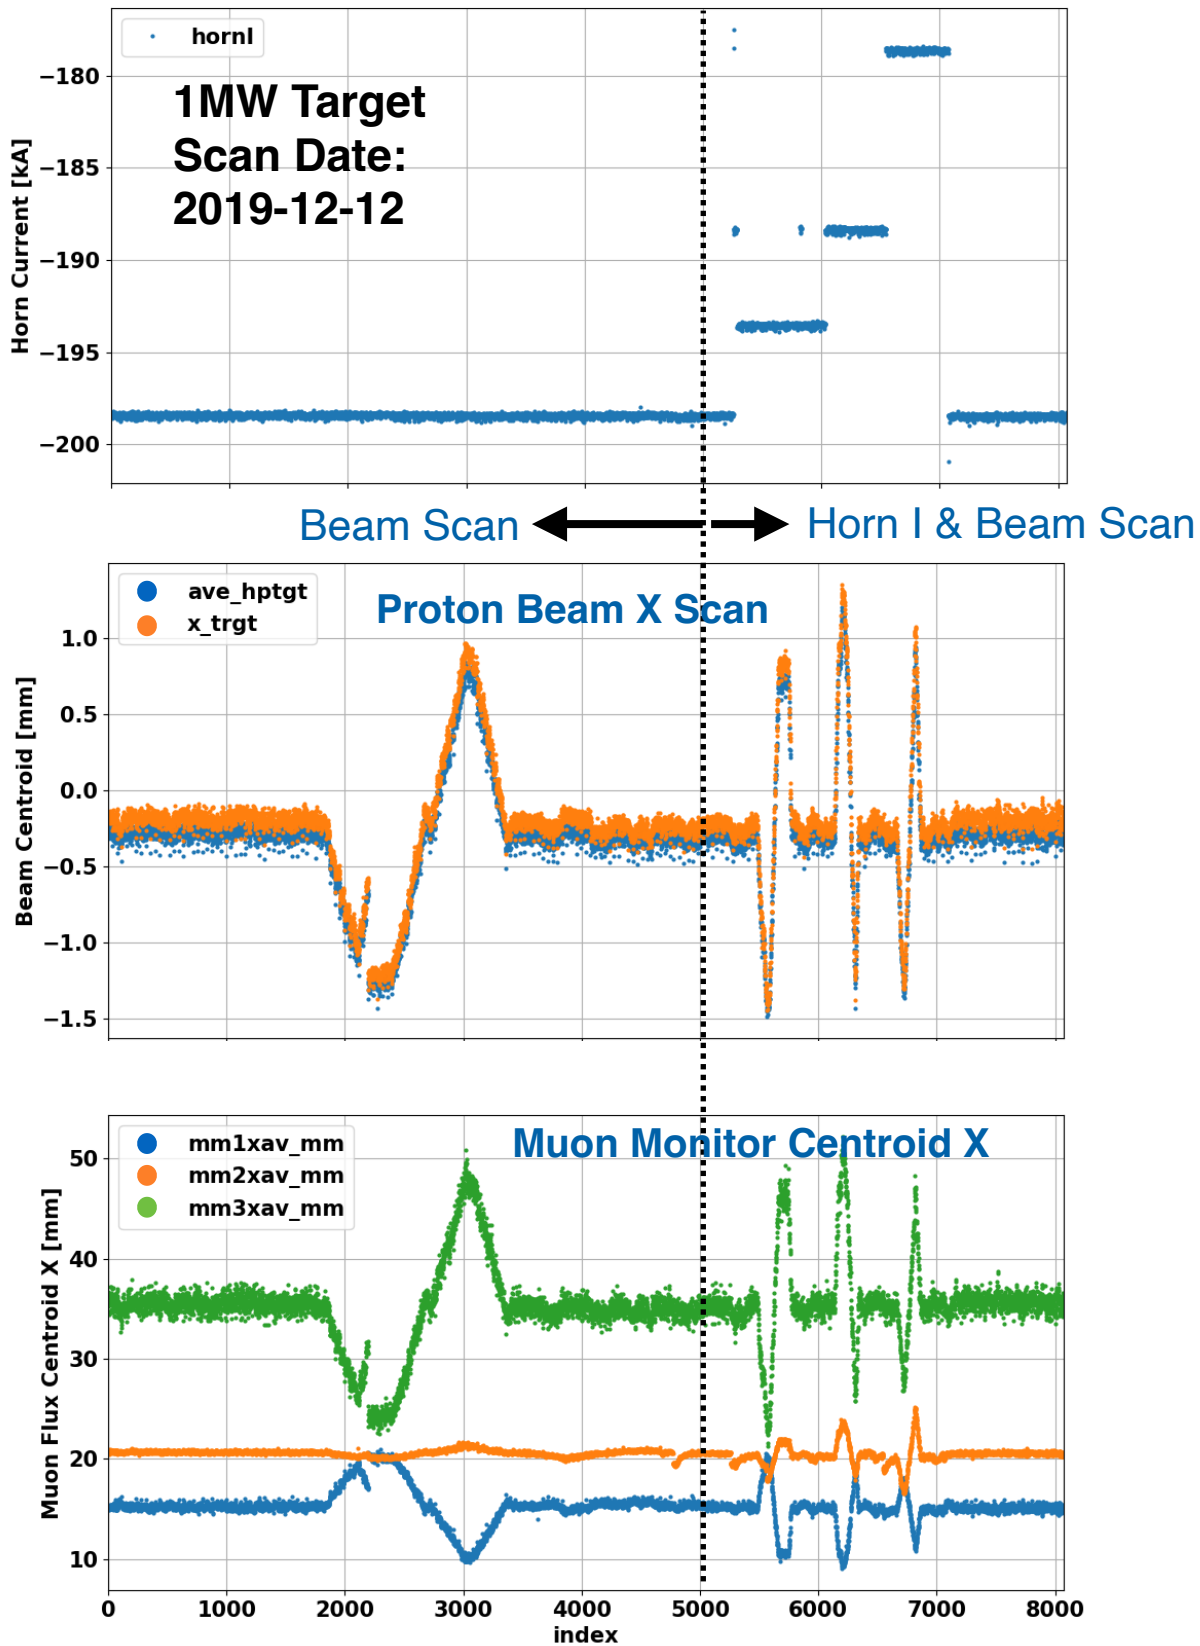 hornI
1MW Target
Scan Date:
2019-12-12
−180
−185
−190
−195
−200
Horn Current [kA]
Beam Scan
Horn I & Beam Scan
ave_hptgt
x_trgt
Proton Beam X Scan
1.0
0.5
0.0
−0.5
−1.0
−1.5
Beam Centroid [mm]
mm1xav_mm
mm2xav_mm
mm3xav_mm
Muon Monitor Centroid X
50
40
30
20
10
Muon Flux Centroid X [mm]
0 1000 2000 3000 4000 5000 6000 7000 8000
index